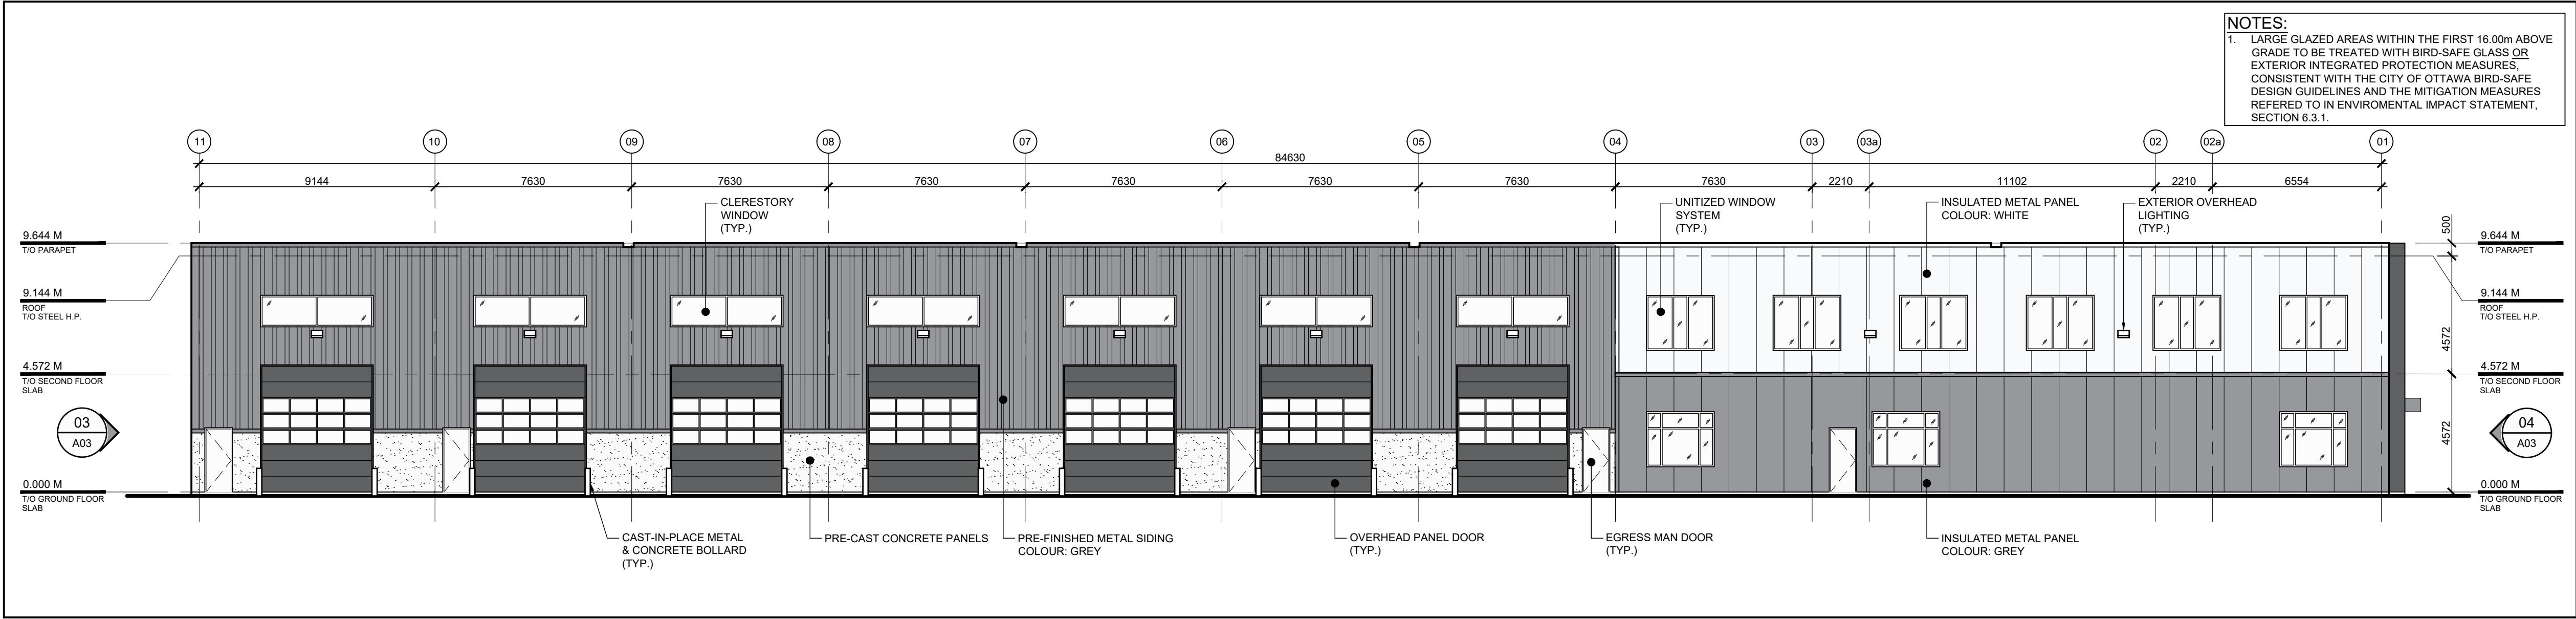 NOTES:
1. LARGE GLAZED AREAS WITHIN THE FIRST 16.00m ABOVE
GRADE TO BE TREATED WITH BIRD-SAFE GLASS OR
EXTERIOR INTEGRATED PROTECTION MEASURES,
CONSISTENT WITH THE CITY OF OTTAWA BIRD-SAFE
DESIGN GUIDELINES AND THE MITIGATION MEASURES
REFERED TO IN ENVIROMENTAL IMPACT STATEMENT,
SECTION 6.3.1.
11 10 09 08 07 06 05 04 03 03a 02 02a 01
84630
9144 7630 7630 7630 7630 7630 7630 7630 2210 11102 2210 6554
CLERESTORY
WINDOW
(TYP.)
UNITIZED WINDOW
SYSTEM
(TYP.)
INSULATED METAL PANEL
COLOUR: WHITE
EXTERIOR OVERHEAD
LIGHTING
(TYP.)
9.644 M
T/O PARAPET
9.144 M
ROOF
T/O STEEL H.P.
4.572 M
T/O SECOND FLOOR
SLAB
03
A03
0.000 M
T/O GROUND FLOOR
SLAB
500
4572
4572
9.644 M
T/O PARAPET
9.144 M
ROOF
T/O STEEL H.P.
4.572 M
T/O SECOND FLOOR
SLAB
04
A03
0.000 M
T/O GROUND FLOOR
SLAB
CAST-IN-PLACE METAL
& CONCRETE BOLLARD
(TYP.)
PRE-CAST CONCRETE PANELS
PRE-FINISHED METAL SIDING
COLOUR: GREY
OVERHEAD PANEL DOOR
(TYP.)
EGRESS MAN DOOR
(TYP.)
INSULATED METAL PANEL
COLOUR: GREY